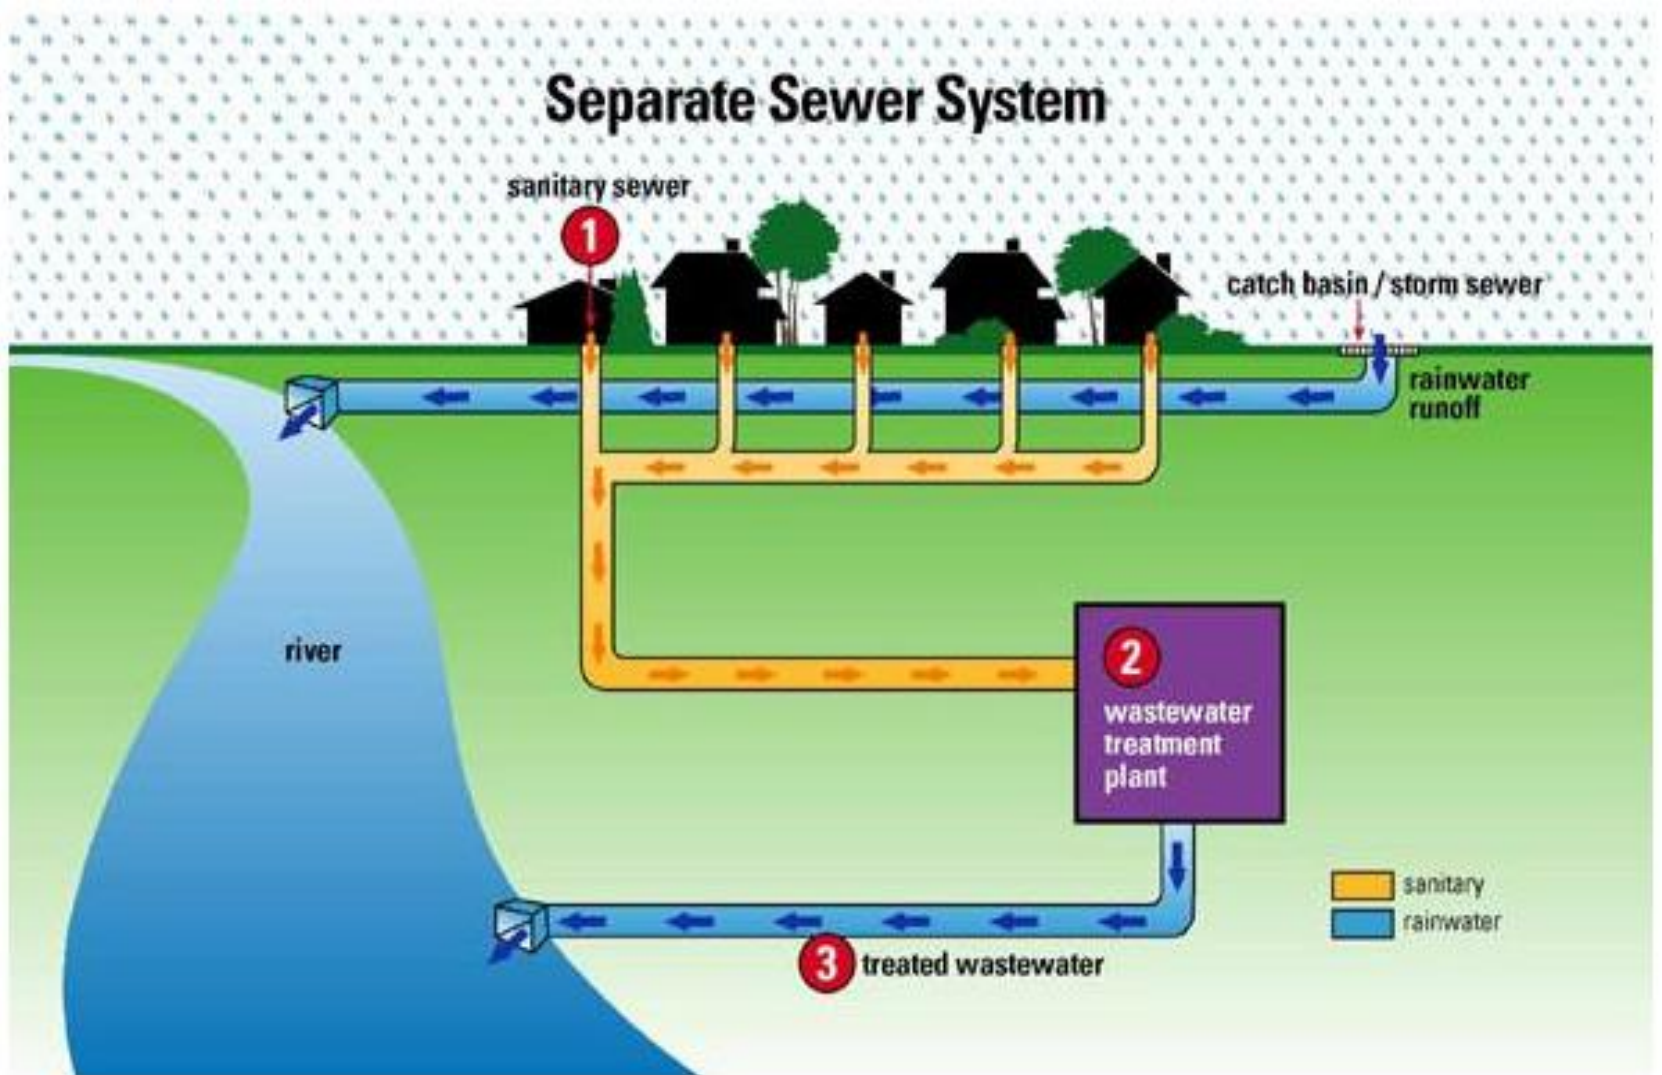 Separate Sewer System
sanitary sewer
1
catch basin / storm sewer
rainwater
runoff
river
2
wastewater
treatment
plant
sanitary
rainwater
3 treated wastewater